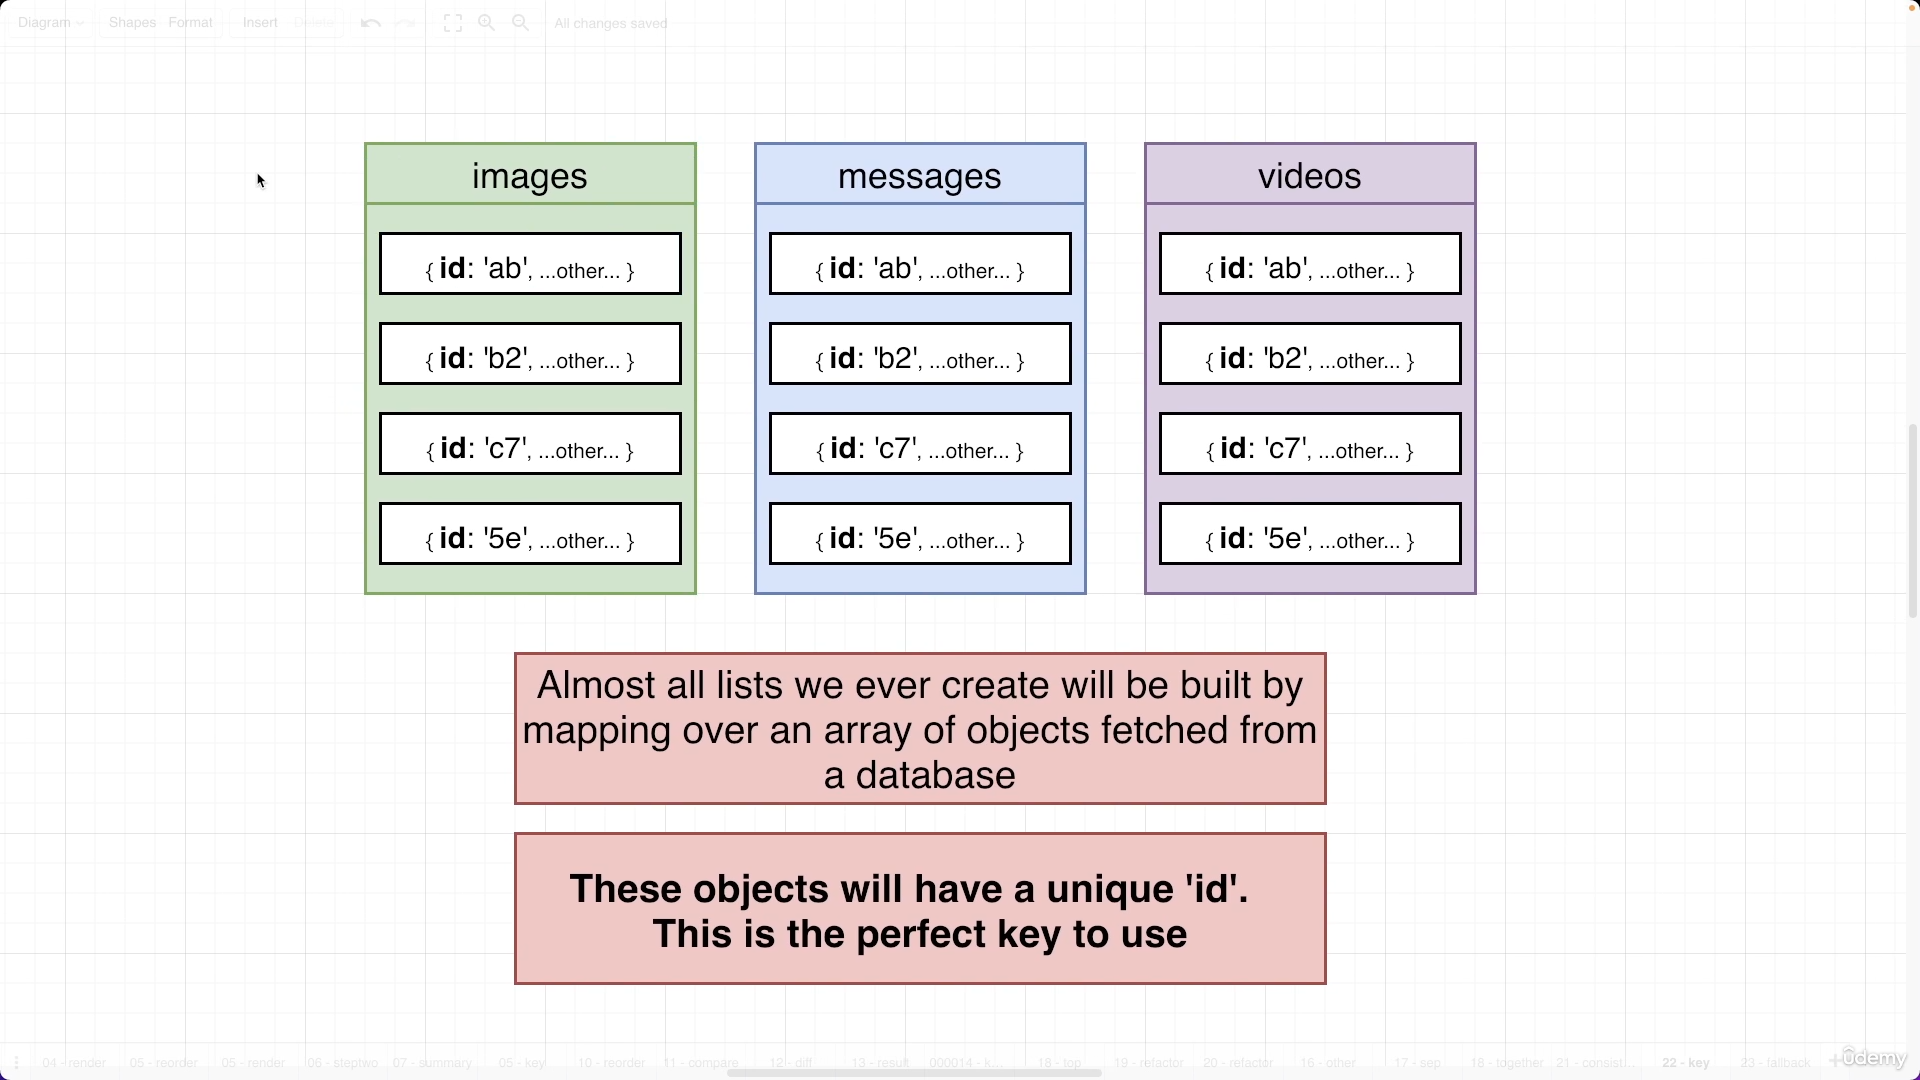 Diagram Shapes Format Insert Delete All changes saved
images
{ id: 'ab', ...other... }
{ id: 'b2', ...other... }
{ id: 'c7', ...other... }
{ id: '5e', ...other... }
messages
{ id: 'ab', ...other... }
{ id: 'b2', ...other... }
{ id: 'c7', ...other... }
{ id: '5e', ...other... }
videos
{ id: 'ab', ...other... }
{ id: 'b2', ...other... }
{ id: 'c7', ...other... }
{ id: '5e', ...other... }
Almost all lists we ever create will be built by
mapping over an array of objects fetched from
a database
These objects will have a unique 'id'.
This is the perfect key to use
04 - render 05 - reorder 05 - render 06 - steptwo 07 - summary 05 - key 10 - reorder 11 - compare 12 - diff 13 - result 000014 - k... 18 - top 19 - refactor 20 - refactor 16 - other 17 - sep 18 - together 21 - consist... 22 - key 23 - fallback
ûdemy